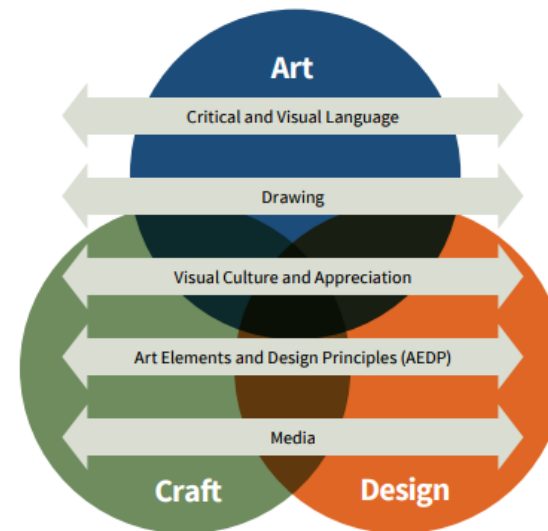 Art
Critical and Visual Language
Drawing
Visual Culture and Appreciation
Art Elements and Design Principles (AEDP)
Media
Craft
Design